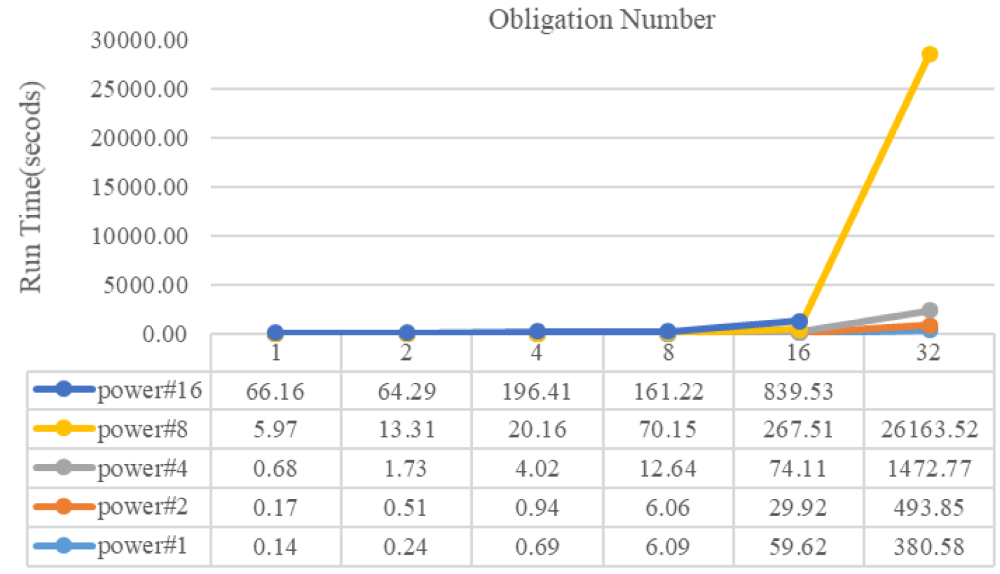 Obligation Number
Run Time(secods)
30000.00
25000.00
20000.00
15000.00
10000.00
5000.00
0.00
1 2 4 8 16 32
power#16 66.16 64.29 196.41 161.22 839.53
power#8 5.97 13.31 20.16 70.15 267.51 26163.52
power#4 0.68 1.73 4.02 12.64 74.11 1472.77
power#2 0.17 0.51 0.94 6.06 29.92 493.85
power#1 0.14 0.24 0.69 6.09 59.62 380.58